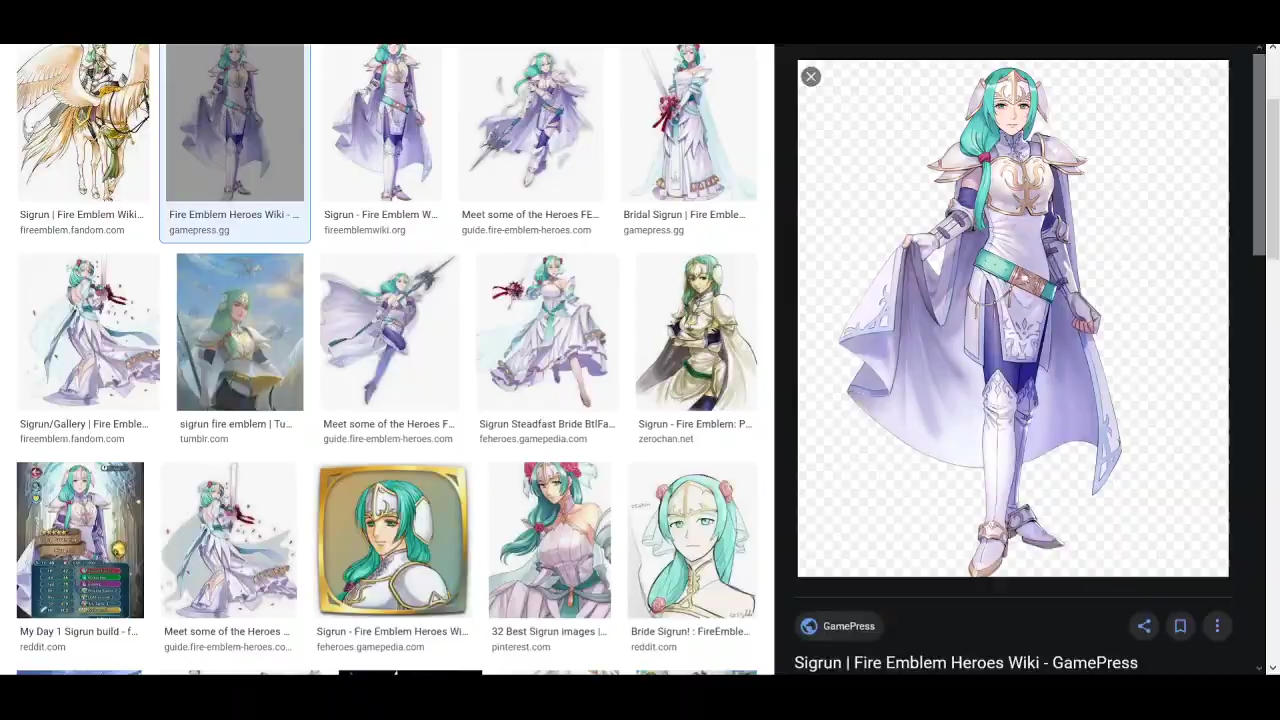 Sigrun | Fire Emblem Wiki...
fireemblem.fandom.com
Fire Emblem Heroes Wiki - ...
gamepress.gg
Sigrun - Fire Emblem W...
fireemblemwiki.org
Meet some of the Heroes FE...
guide.fire-emblem-heroes.com
Bridal Sigrun | Fire Emble...
gamepress.gg
Sigrun/Gallery | Fire Emble...
fireemblem.fandom.com
sigrun fire emblem | Tu...
tumblr.com
Meet some of the Heroes F...
guide.fire-emblem-heroes.com
Sigrun Steadfast Bride BtlFa...
feheroes.gamepedia.com
Sigrun - Fire Emblem: P...
zerochan.net
My Day 1 Sigrun build - f...
reddit.com
Meet some of the Heroes ...
guide.fire-emblem-heroes.co...
Sigrun - Fire Emblem Heroes Wi...
feheroes.gamepedia.com
32 Best Sigrun images |...
pinterest.com
Bride Sigrun! : FireEmble...
reddit.com
GamePress
Sigrun | Fire Emblem Heroes Wiki - GamePress